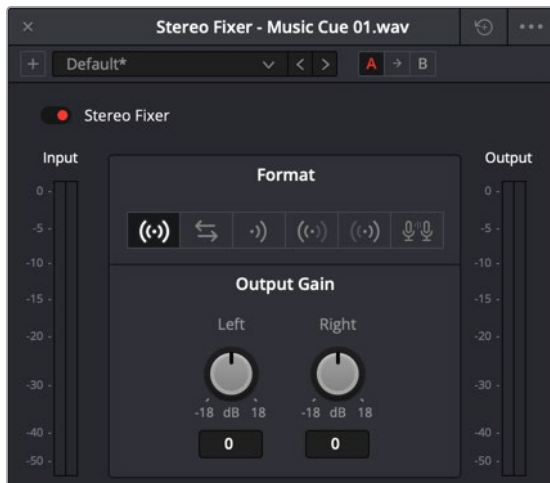 Stereo Fixer - Music Cue 01.wav
Default*
A
B
Stereo Fixer
Input
Output
Format
0 -
-5 -
-10 -
-15 -
-20 -
-30 -
-40 -
-50 -
Output Gain
Left
Right
-18 dB 18
-18 dB 18
0
0
0 -
-5 -
-10 -
-15 -
-20 -
-30 -
-40 -
-50 -